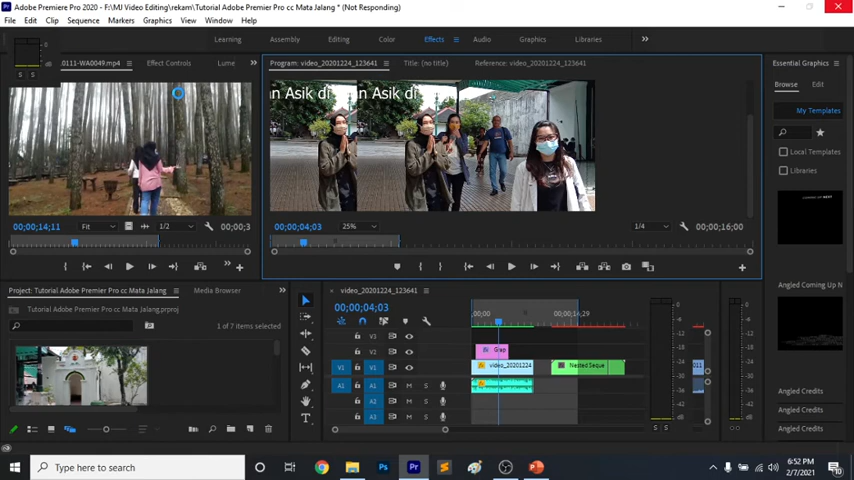 Adobe Premiere Pro 2020 - F:\MJ Video Editing\rekam\Tutorial Adobe Premier Pro cc Mata Jalang * (Not Responding)
File Edit Clip Sequence Markers Graphics View Window Help
Learning Assembly Editing Color Effects Audio Graphics Libraries
.0111-WA0049.mp4 Effect Controls Lume
Program: video_20201224_123641 Title: (no title) Reference: video_20201224_123641
Essential Graphics
Browse Edit
My Templates
Local Templates
Libraries
an Asik di an Asik di
00;00;14;11 Fit 1/2 00;00;3
00;00;04;03 25% 1/4 00;00;16;00
Angled Coming Up N
Angled Credits
Angled Credits
Angled Credits
Project: Tutorial Adobe Premier Pro cc Mata Jalang Media Browser
Tutorial Adobe Premier Pro cc Mata Jalang.prproj
1 of 7 items selected
video_20201224_123641
00;00;04;03
;00;00 00;00;14;29
V3
V2 Grap
V1 V1 video_20201224 Nested Seque 011
A2 A1 M S
A2 M S
A3 M S
S S
Type here to search
6:52 PM
2/7/2021